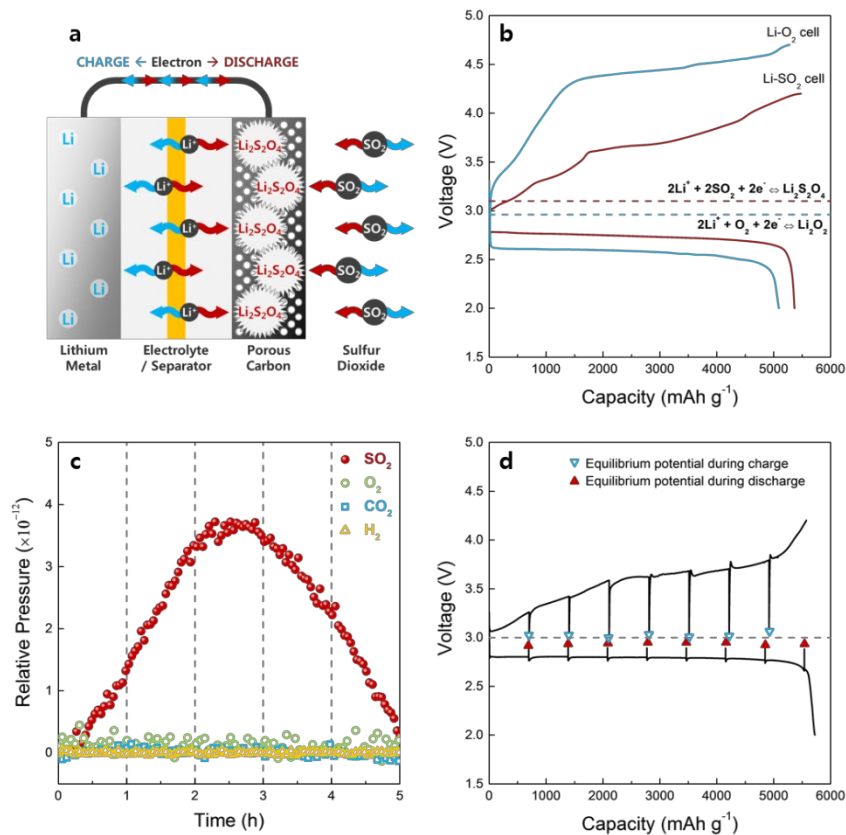 a
CHARGE ← Electron → DISCHARGE
Li
Li
Li
Li
Li
Li
Li
Li⁺
Li⁺
Li⁺
Li⁺
Li⁺
Li₂S₂O₄
Li₂S₂O₄
Li₂S₂O₄
Li₂S₂O₄
Li₂S₂O₄
SO₂
SO₂
SO₂
SO₂
SO₂
Lithium
Metal
Electrolyte
/ Separator
Porous
Carbon
Sulfur
Dioxide
b
Li-O₂ cell
Li-SO₂ cell
2Li⁺ + 2SO₂ + 2e⁻ ⇔ Li₂S₂O₄
2Li⁺ + O₂ + 2e⁻ ⇔ Li₂O₂
5.0
4.5
4.0
3.5
3.0
2.5
2.0
1.5
Voltage (V)
0 1000 2000 3000 4000 5000 6000
Capacity (mAh g⁻¹)
c
SO₂
O₂
CO₂
H₂
5
4
3
2
1
0
Relative Pressure (×10⁻¹²)
0 1 2 3 4 5
Time (h)
d
Equilibrium potential during charge
Equilibrium potential during discharge
5.0
4.5
4.0
3.5
3.0
2.5
2.0
1.5
Voltage (V)
0 1000 2000 3000 4000 5000 6000
Capacity (mAh g⁻¹)